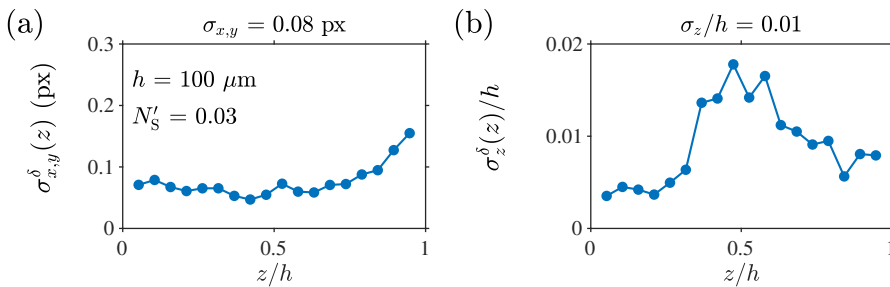 (a)
σ_{x,y} = 0.08 px
σ^δ_{x,y}(z) (px)
0.3
0.2
0.1
0
h = 100 μm
N′_S = 0.03
0 0.5 1
z/h
(b)
σ_z/h = 0.01
σ^δ_z(z)/h
0.02
0.01
0
0 0.5 1
z/h